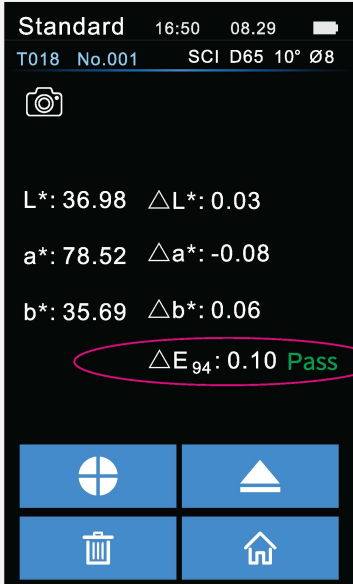 Standard 16:50 08.29
T018 No.001 SCI D65 10° Ø8
L*: 36.98 △L*: 0.03
a*: 78.52 △a*: -0.08
b*: 35.69 △b*: 0.06
△E94: 0.10 Pass